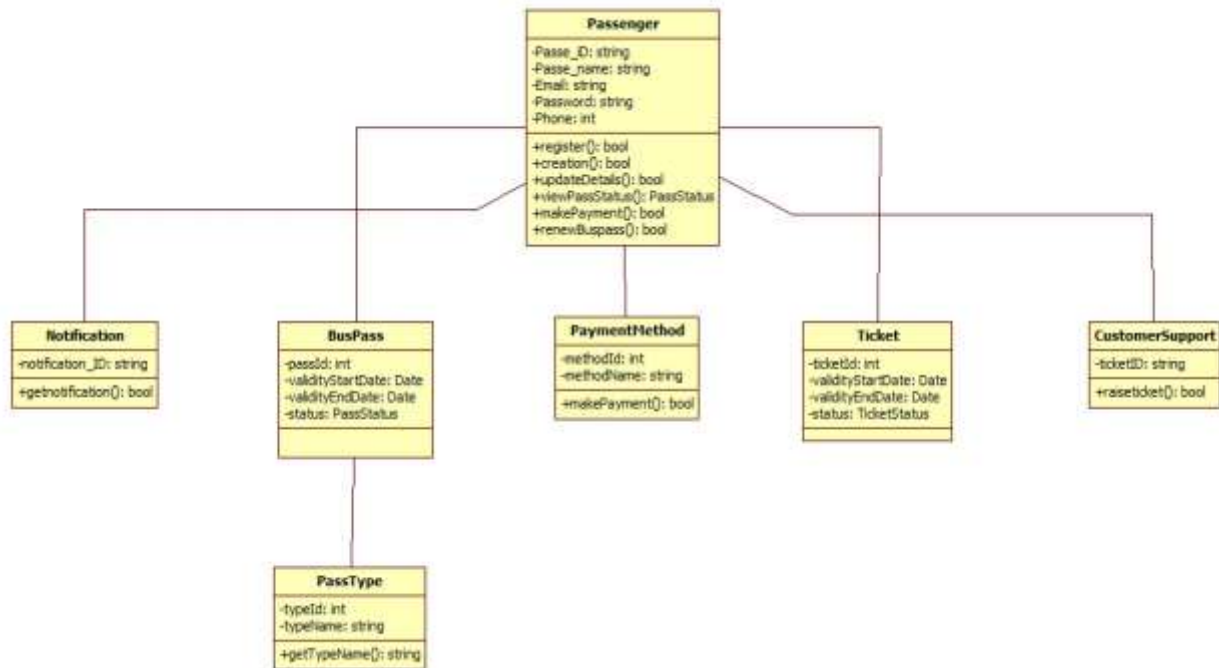 Passenger
-Passe_ID: string
-Passe_name: string
-Email: string
-Password: string
-Phone: int
+register(): bool
+creation(): bool
+updateDetails(): bool
+viewPassStatus(): PassStatus
+makePayment(): bool
+renewBuspass(): bool
Notification
-notification_ID: string
+getnotification(): bool
BusPass
-passId: int
-validityStartDate: Date
-validityEndDate: Date
-status: PassStatus
PaymentMethod
-methodId: int
-methodName: string
+makePayment(): bool
Ticket
-ticketId: int
-validityStartDate: Date
-validityEndDate: Date
-status: TicketStatus
CustomerSupport
-ticketID: string
+raiseticket(): bool
PassType
-typeId: int
-typeName: string
+getTypeName(): string